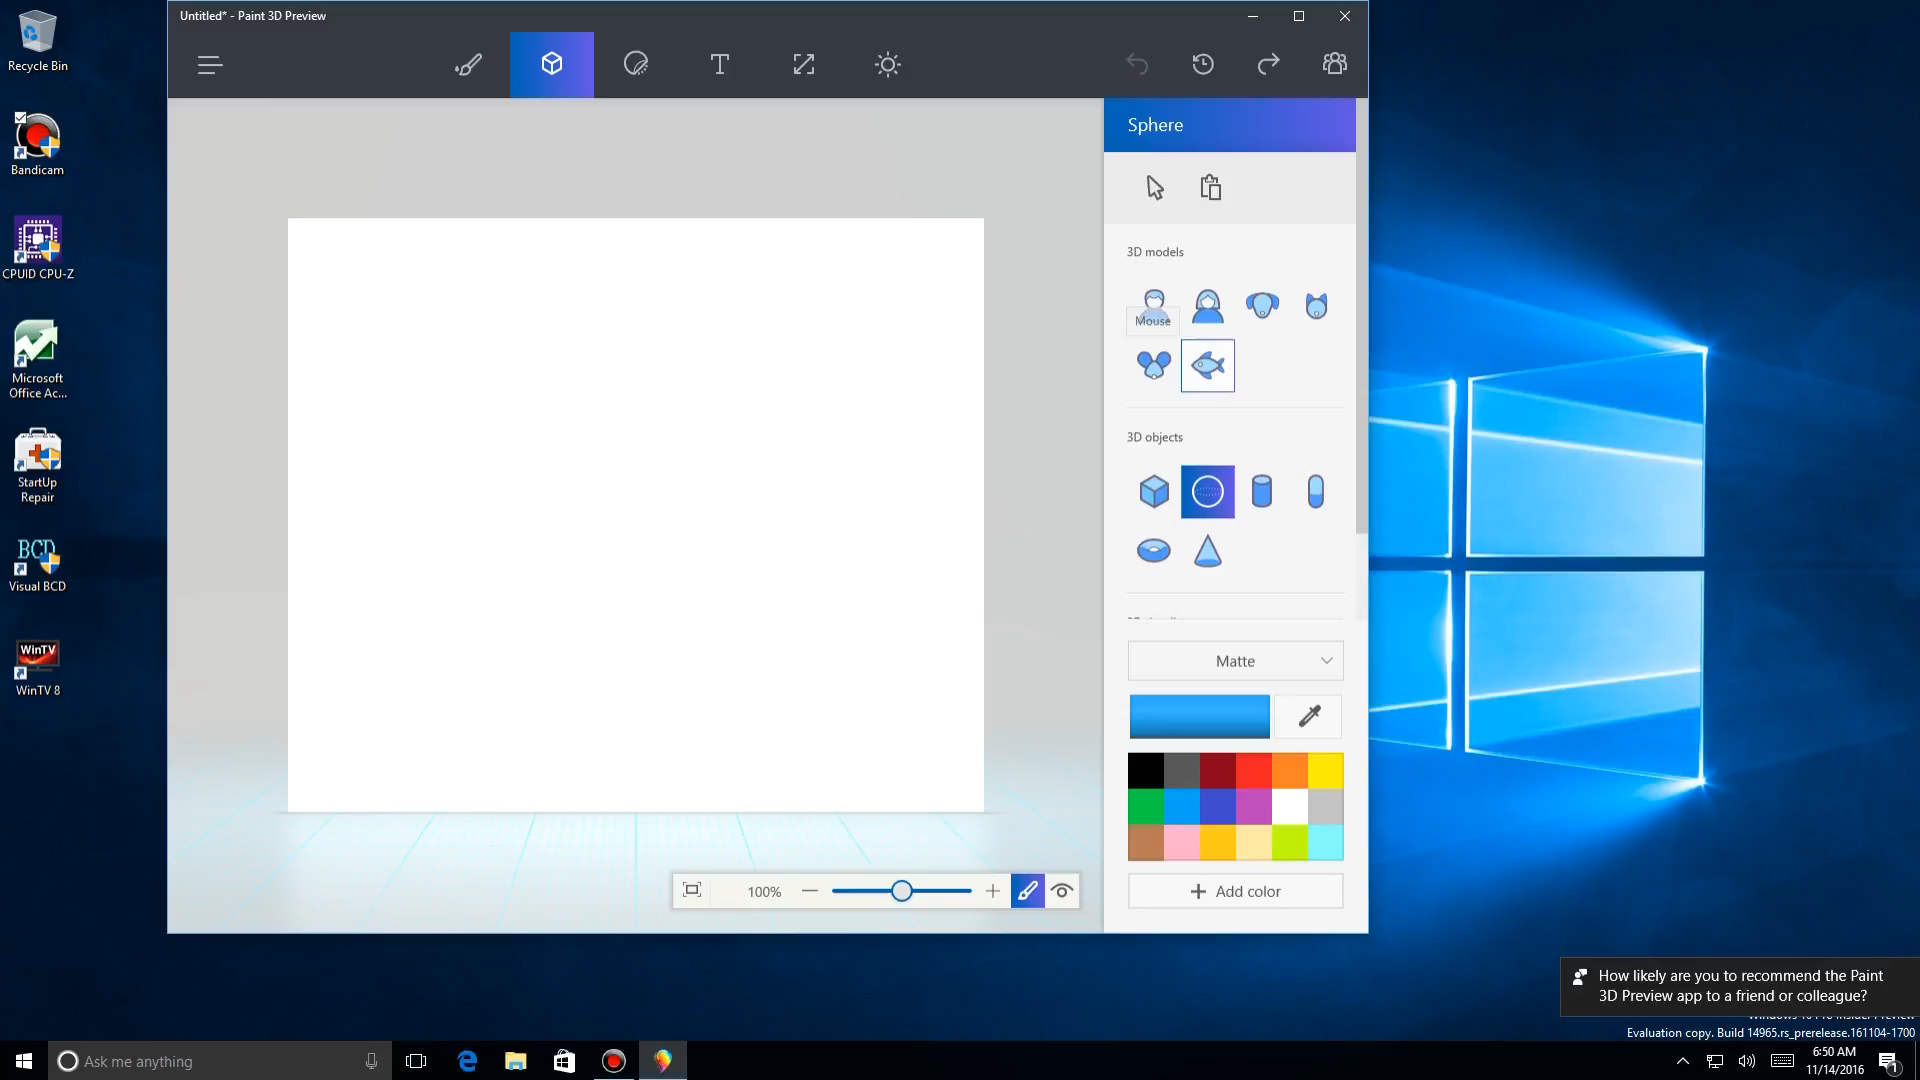 Untitled* - Paint 3D Preview
Recycle Bin
Bandicam
CPUID CPU-Z
Microsoft
Office Ac...
StartUp
Repair
BCD
Visual BCD
WinTV
WinTV 8
Sphere
3D models
Mouse
3D objects
Matte
100%
Add color
How likely are you to recommend the Paint
3D Preview app to a friend or colleague?
Evaluation copy. Build 14965.rs_prerelease.161104-1700
Ask me anything
6:50 AM
11/14/2016
1